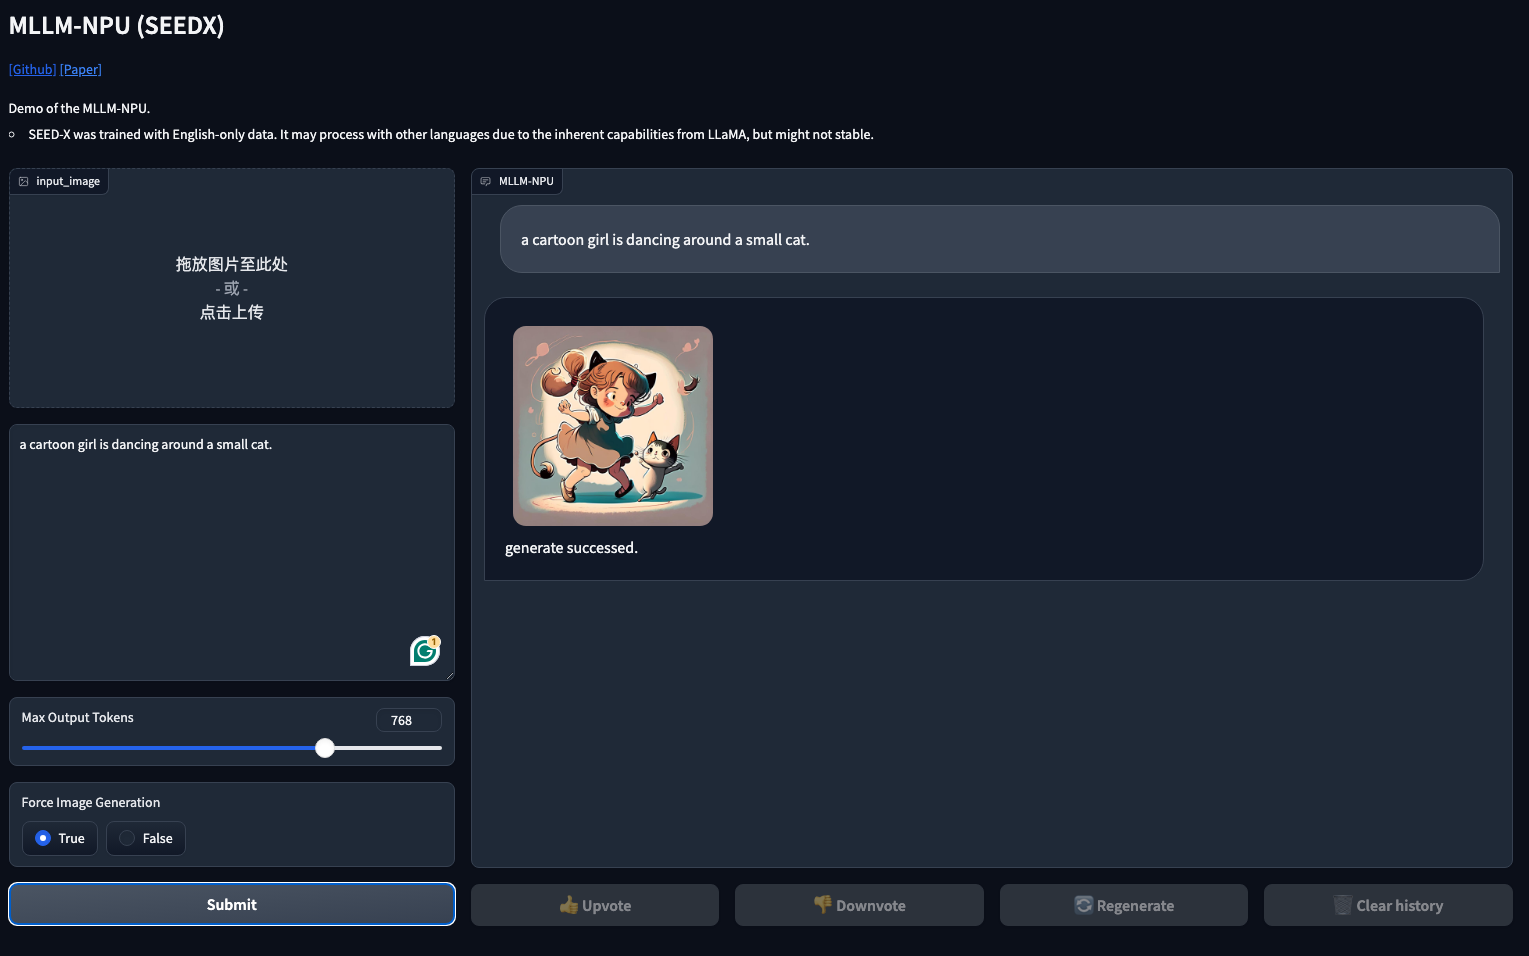 MLLM-NPU (SEEDX)
[Github] [Paper]
Demo of the MLLM-NPU.
SEED-X was trained with English-only data. It may process with other languages due to the inherent capabilities from LLaMA, but might not stable.
input_image
拖放图片至此处
- 或 -
点击上传
a cartoon girl is dancing around a small cat.
1
Max Output Tokens
768
Force Image Generation
True
False
Submit
MLLM-NPU
a cartoon girl is dancing around a small cat.
generate successed.
Upvote
Downvote
Regenerate
Clear history